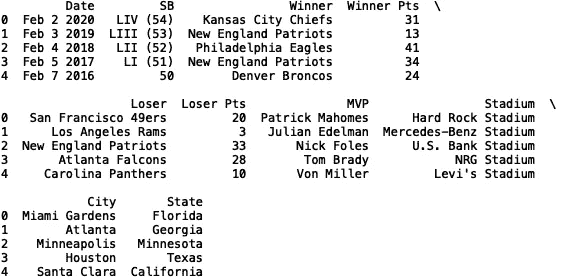 Date SB Winner Winner Pts \
0 Feb 2 2020 LIV (54) Kansas City Chiefs 31
1 Feb 3 2019 LIII (53) New England Patriots 13
2 Feb 4 2018 LII (52) Philadelphia Eagles 41
3 Feb 5 2017 LI (51) New England Patriots 34
4 Feb 7 2016 50 Denver Broncos 24
Loser Loser Pts MVP Stadium \
0 San Francisco 49ers 20 Patrick Mahomes Hard Rock Stadium
1 Los Angeles Rams 3 Julian Edelman Mercedes-Benz Stadium
2 New England Patriots 33 Nick Foles U.S. Bank Stadium
3 Atlanta Falcons 28 Tom Brady NRG Stadium
4 Carolina Panthers 10 Von Miller Levi's Stadium
City State
0 Miami Gardens Florida
1 Atlanta Georgia
2 Minneapolis Minnesota
3 Houston Texas
4 Santa Clara California